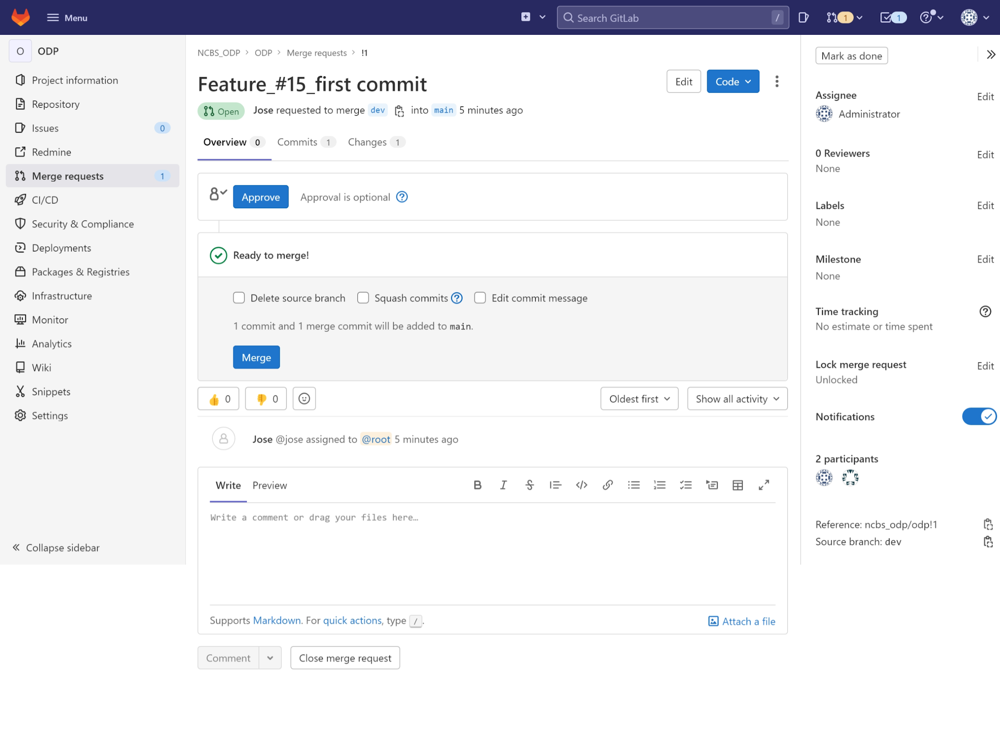 Menu
Search GitLab /
1
1
O ODP
Project information
Repository
Issues 0
Redmine
Merge requests 1
CI/CD
Security & Compliance
Deployments
Packages & Registries
Infrastructure
Monitor
Analytics
Wiki
Snippets
Settings
Collapse sidebar
NCBS_ODP > ODP > Merge requests > !1
Feature_#15_first commit
Edit
Code
Open Jose requested to merge dev into main 5 minutes ago
Overview 0 Commits 1 Changes 1
Approve Approval is optional
Ready to merge!
Delete source branch Squash commits Edit commit message
1 commit and 1 merge commit will be added to main.
Merge
0 0
Oldest first Show all activity
Jose @jose assigned to @root 5 minutes ago
Write Preview
Write a comment or drag your files here…
Supports Markdown. For quick actions, type /.
Attach a file
Comment Close merge request
Mark as done
Assignee Edit
Administrator
0 Reviewers Edit
None
Labels Edit
None
Milestone Edit
None
Time tracking
No estimate or time spent
Lock merge request Edit
Unlocked
Notifications
2 participants
Reference: ncbs_odp/odp!1
Source branch: dev